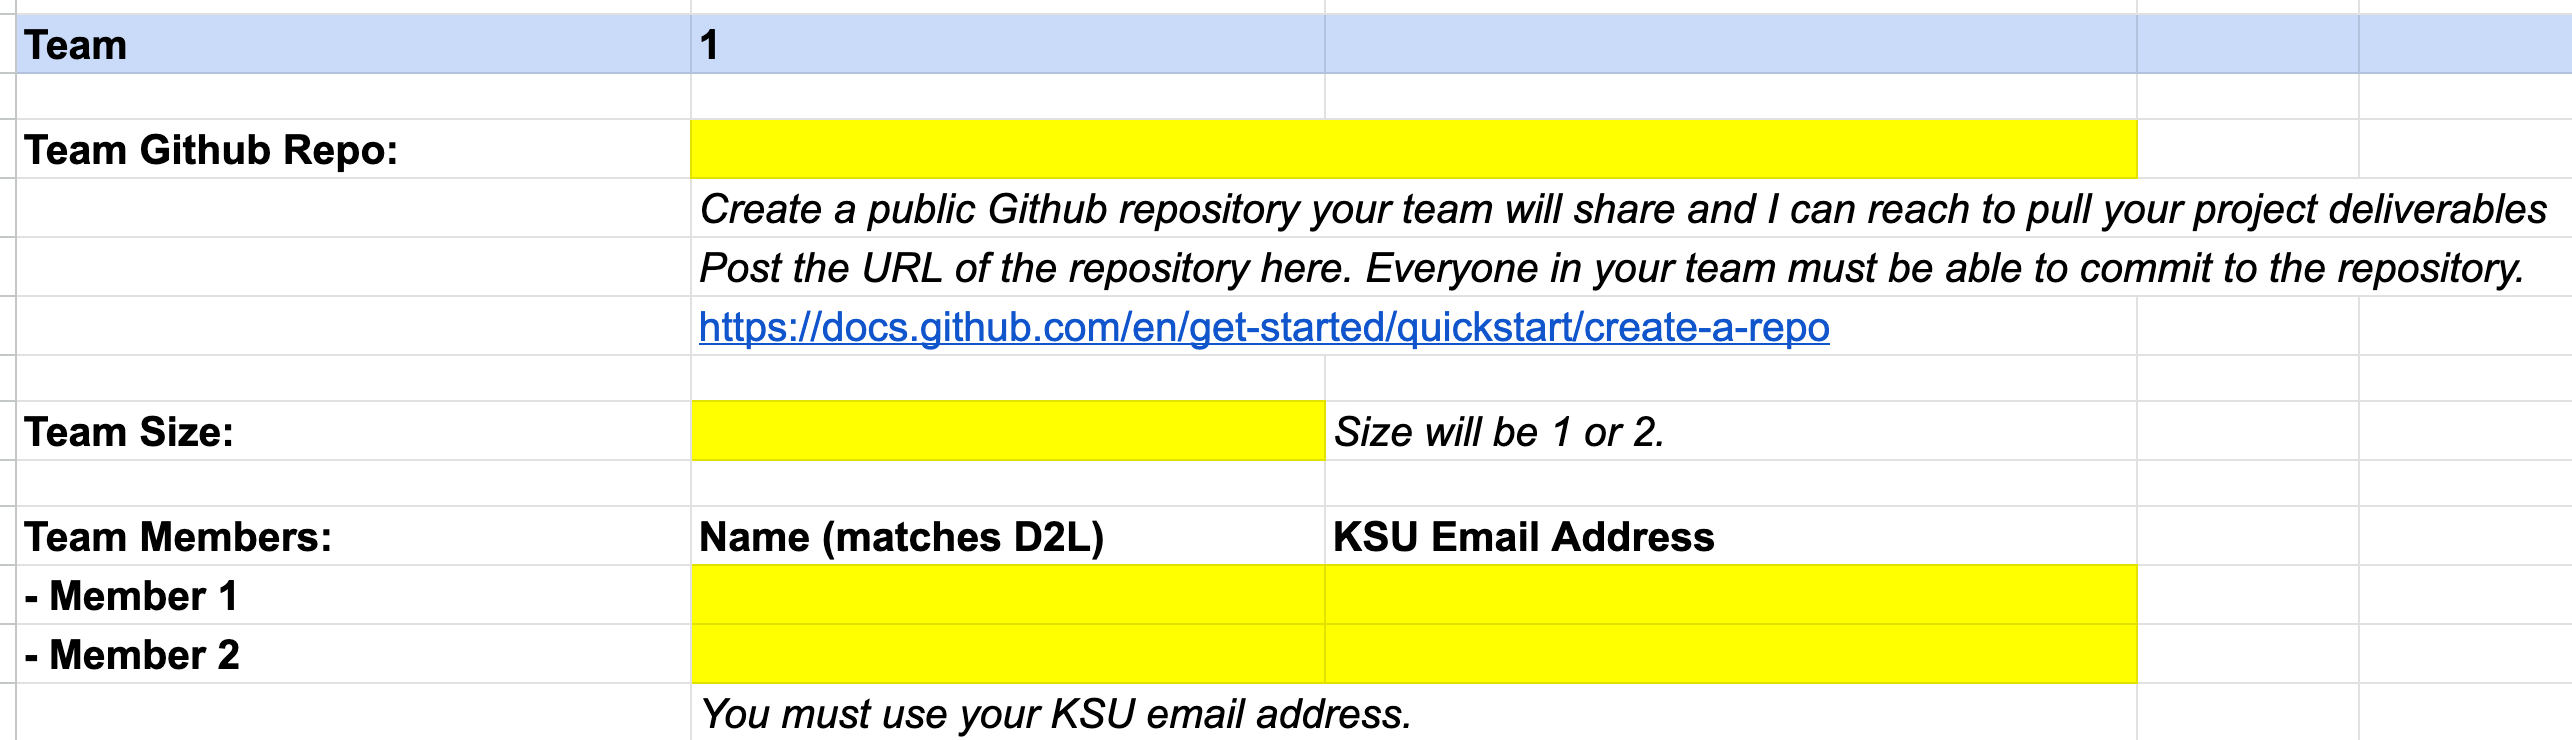 Team 1
Team Github Repo:
Create a public Github repository your team will share and I can reach to pull your project deliverables
Post the URL of the repository here. Everyone in your team must be able to commit to the repository.
https://docs.github.com/en/get-started/quickstart/create-a-repo
Team Size: Size will be 1 or 2.
Team Members: Name (matches D2L) KSU Email Address
- Member 1
- Member 2
You must use your KSU email address.